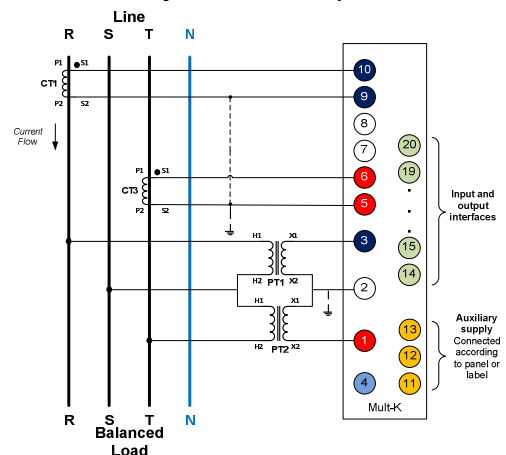 Line
R S T N
P1 S1
CT1
P2 S2
Current
Flow
P1 S1
CT3
P2 S2
H1 X1
H2 X2
PT1
H1 X1
H2 X2
PT2
10
9
8
7
6
5
3
2
1
4
20
19
15
14
13
12
11
Mult-K
Input and
output
interfaces
Auxiliary
supply
Connected
according
to panel or
label
R S T N
Balanced
Load